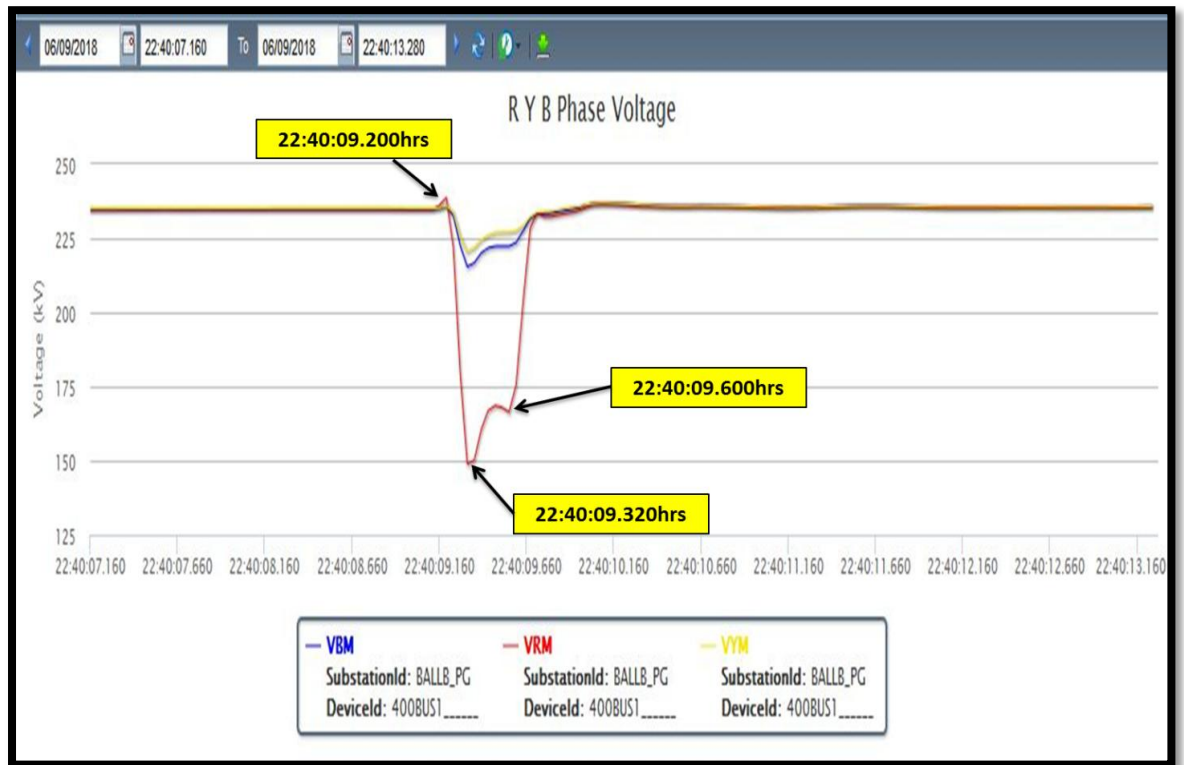 06/09/2018 22:40:07.160 To 06/09/2018 22:40:13.280
R Y B Phase Voltage
22:40:09.200hrs
250
225
200
175
150
125
Voltage (kV)
22:40:09.600hrs
22:40:09.320hrs
22:40:07.160 22:40:07.660 22:40:08.160 22:40:08.660 22:40:09.160 22:40:09.660 22:40:10.160 22:40:10.660 22:40:11.160 22:40:11.660 22:40:12.160 22:40:12.660 22:40:13.160
VBM VRM VYM
SubstationId: BALLB_PG SubstationId: BALLB_PG SubstationId: BALLB_PG
DeviceId: 400BUS1______ DeviceId: 400BUS1______ DeviceId: 400BUS1______